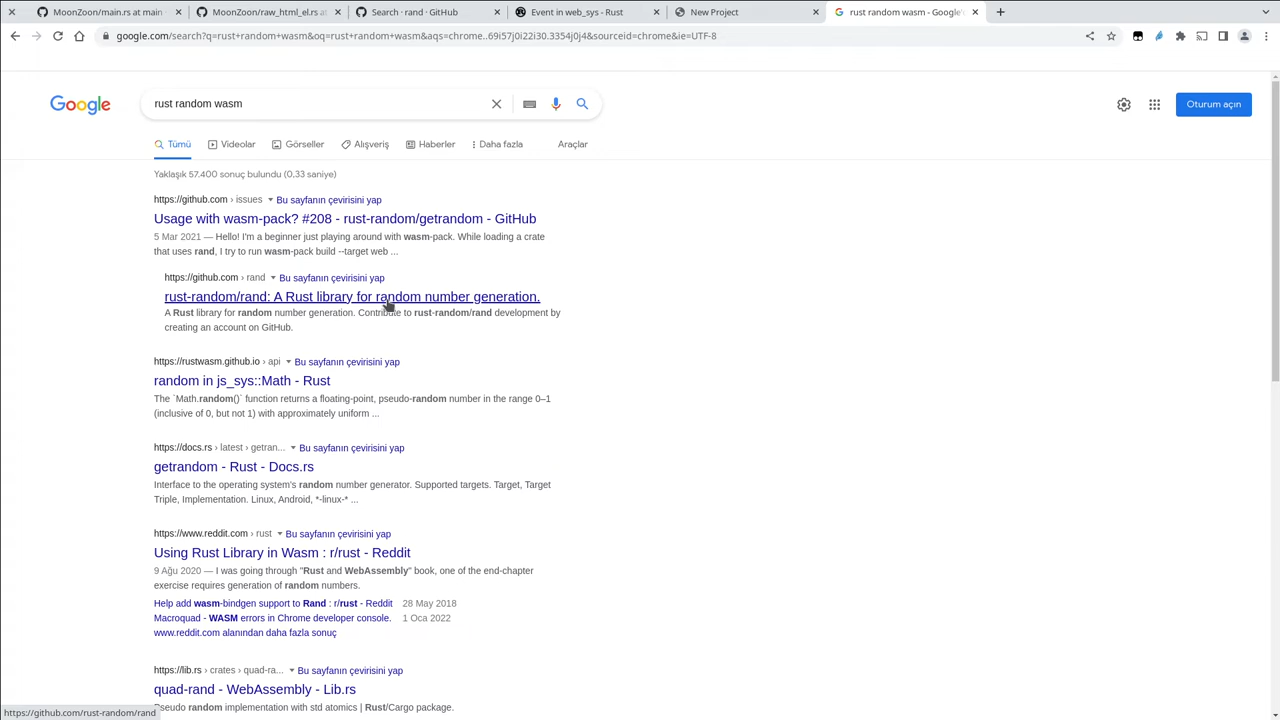 MoonZoon/main.rs at main
MoonZoon/raw_html_el.rs at
Search · rand · GitHub
Event in web_sys - Rust
New Project
rust random wasm - Google'
google.com/search?q=rust+random+wasm&oq=rust+random+wasm&aqs=chrome..69i57j0i22i30.3354j0j4&sourceid=chrome&ie=UTF-8
Google
rust random wasm
Oturum açın
Tümü
Videolar
Görseller
Alışveriş
Haberler
Daha fazla
Araçlar
Yaklaşık 57.400 sonuç bulundu (0,33 saniye)
https://github.com › issues Bu sayfanın çevirisini yap
Usage with wasm-pack? #208 - rust-random/getrandom - GitHub
5 Mar 2021 — Hello! I'm a beginner just playing around with wasm-pack. While loading a crate
that uses rand, I try to run wasm-pack build --target web ...
https://github.com › rand Bu sayfanın çevirisini yap
rust-random/rand: A Rust library for random number generation.
A Rust library for random number generation. Contribute to rust-random/rand development by
creating an account on GitHub.
https://rustwasm.github.io › api Bu sayfanın çevirisini yap
random in js_sys::Math - Rust
The `Math.random()` function returns a floating-point, pseudo-random number in the range 0–1
(inclusive of 0, but not 1) with approximately uniform ...
https://docs.rs › latest › getran... Bu sayfanın çevirisini yap
getrandom - Rust - Docs.rs
Interface to the operating system's random number generator. Supported targets. Target, Target
Triple, Implementation. Linux, Android, *‑linux‑* ...
https://www.reddit.com › rust Bu sayfanın çevirisini yap
Using Rust Library in Wasm : r/rust - Reddit
9 Ağu 2020 — I was going through "Rust and WebAssembly" book, one of the end-chapter
exercise requires generation of random numbers.
Help add wasm-bindgen support to Rand : r/rust - Reddit 28 May 2018
Macroquad - WASM errors in Chrome developer console. 1 Oca 2022
www.reddit.com alanından daha fazla sonuç
https://lib.rs › crates › quad-ra... Bu sayfanın çevirisini yap
quad-rand - WebAssembly - Lib.rs
Pseudo random implementation with std atomics | Rust/Cargo package.
https://github.com/rust-random/rand